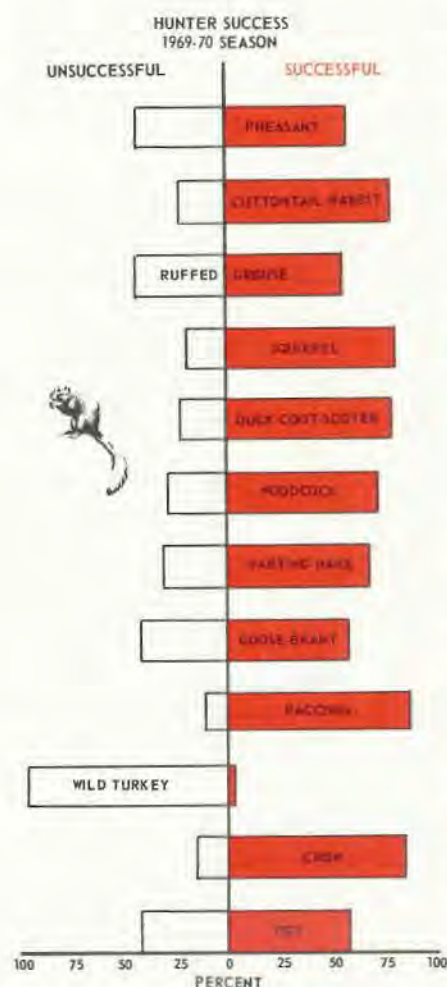 HUNTER SUCCESS
1969-70 SEASON
UNSUCCESSFUL SUCCESSFUL
PHEASANT
COTTONTAIL RABBIT
RUFFED GROUSE
SQUIRREL
DUCK-COOT-SCOTER
WOODCOCK
VARYING HARE
GOOSE-BRANT
RACCOON
WILD TURKEY
CROW
FOX
100 75 50 25 0 25 50 75 100
PERCENT